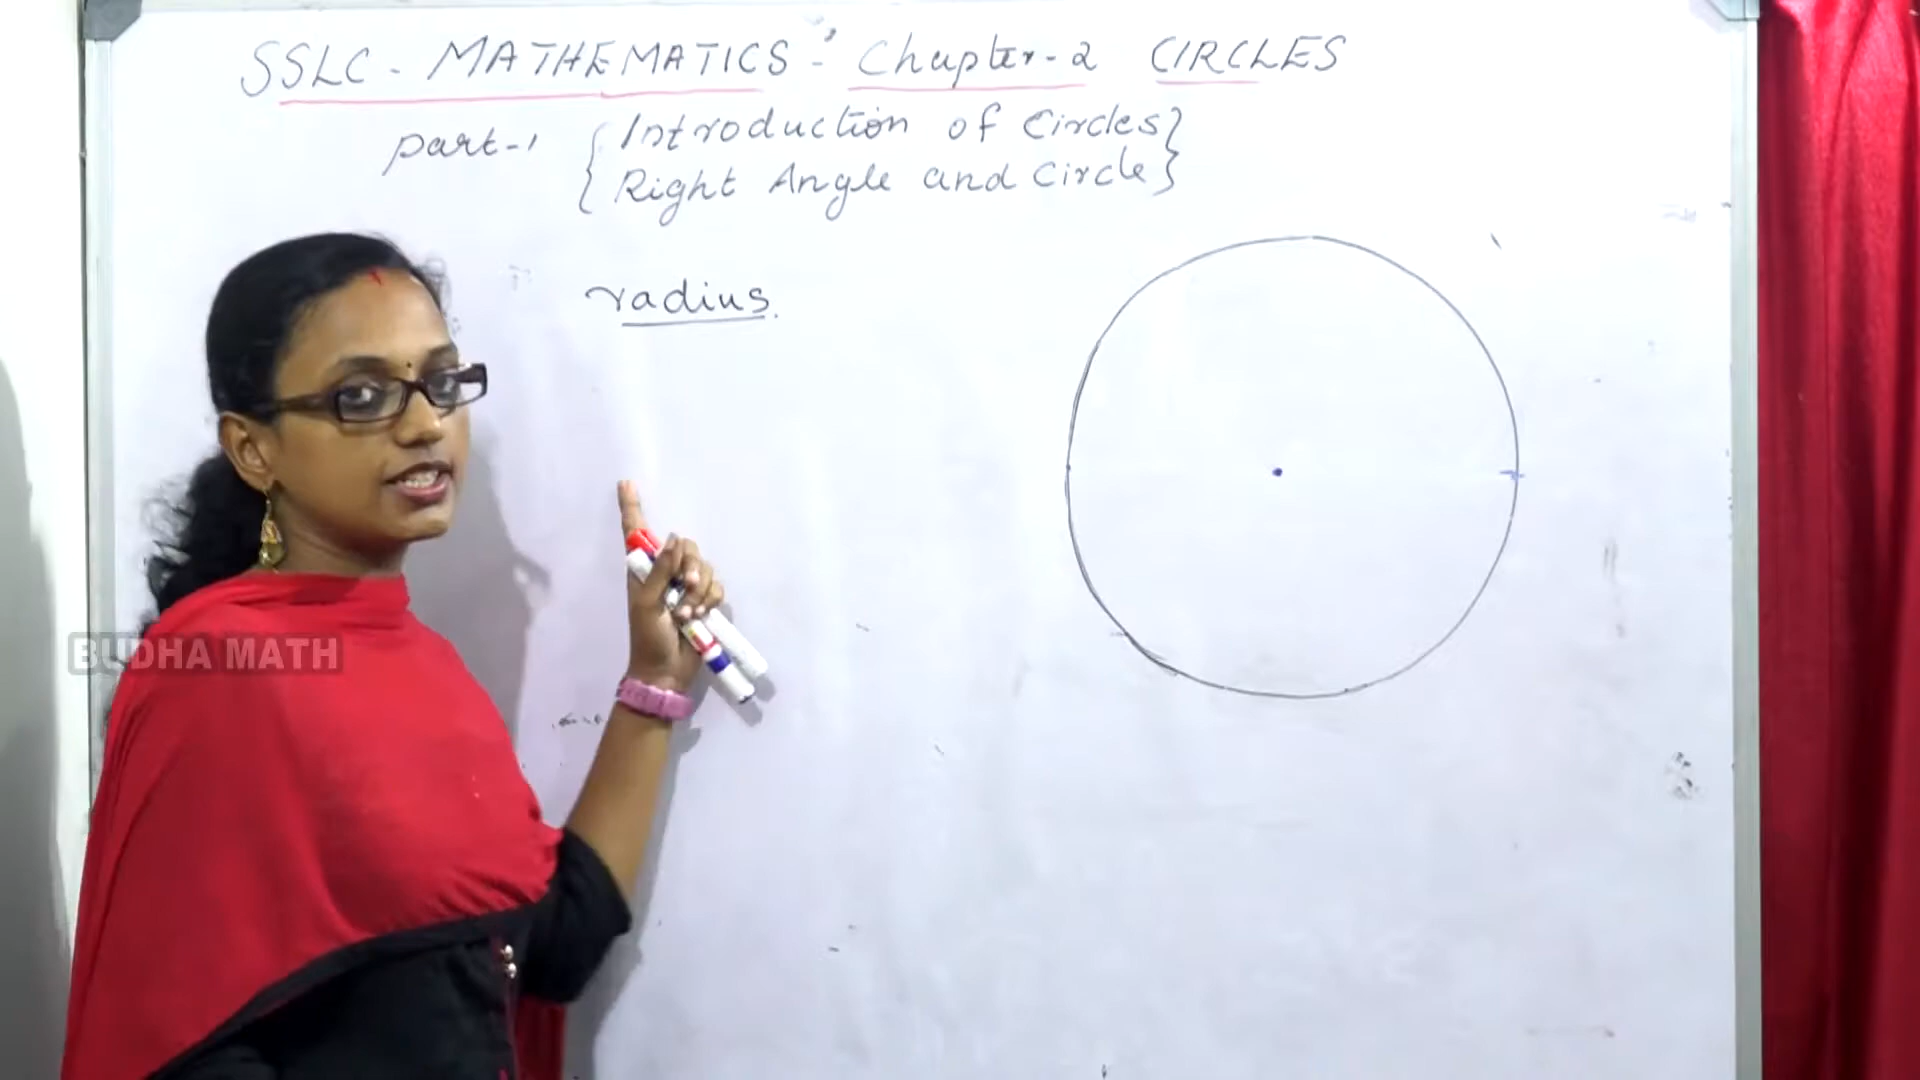 SSLC - MATHEMATICS - Chapter-2 CIRCLES
part-1 { Introduction of Circles }
{ Right Angle and Circle }
radius.
BUDHA MATH